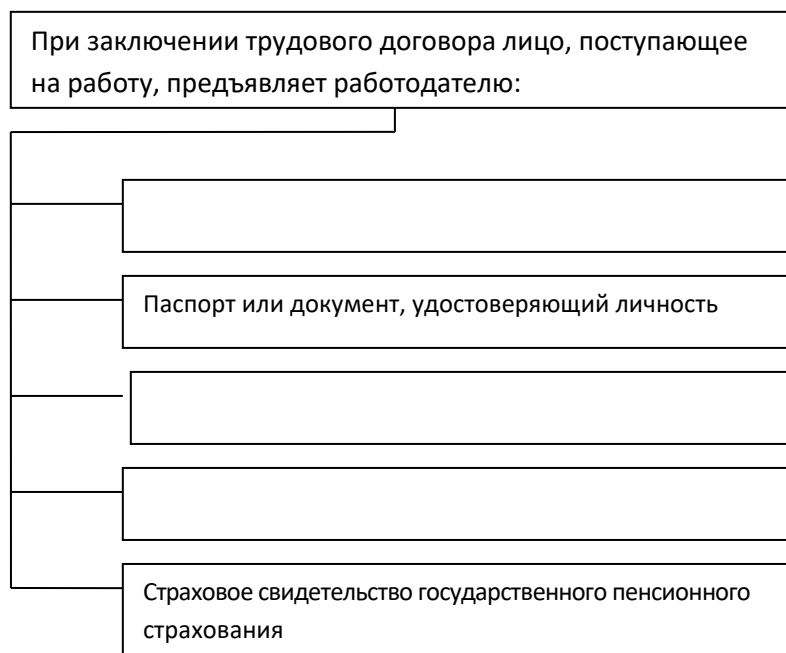 При заключении трудового договора лицо, поступающее
на работу, предъявляет работодателю:
Паспорт или документ, удостоверяющий личность
Страховое свидетельство государственного пенсионного
страхования